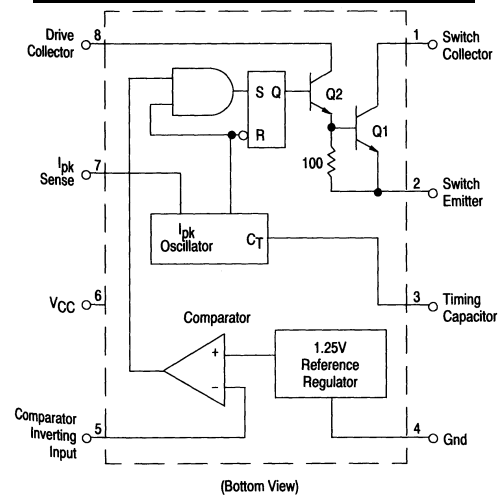 Drive
Collector
8
1
Switch
Collector
S Q
Q2
R
Q1
100
Ipk
Sense
7
2
Switch
Emitter
Ipk
Oscillator
CT
VCC
6
3
Timing
Capacitor
Comparator
+
−
1.25V
Reference
Regulator
Comparator
Inverting
Input
5
4
Gnd
(Bottom View)